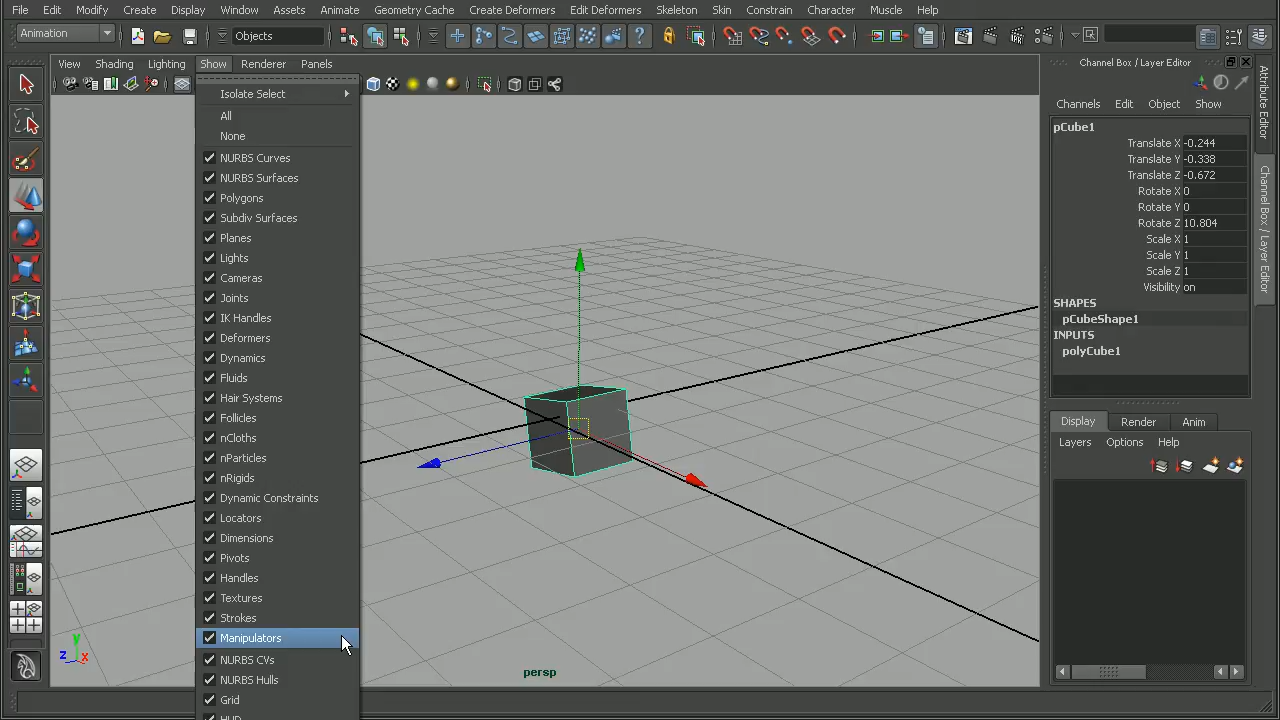 File Edit Modify Create Display Window Assets Animate Geometry Cache Create Deformers Edit Deformers Skeleton Skin Constrain Character Muscle Help
Animation Objects
View Shading Lighting Show Renderer Panels
Isolate Select
All
None
NURBS Curves
NURBS Surfaces
Polygons
Subdiv Surfaces
Planes
Lights
Cameras
Joints
IK Handles
Deformers
Dynamics
Fluids
Hair Systems
Follicles
nCloths
nParticles
nRigids
Dynamic Constraints
Locators
Dimensions
Pivots
Handles
Textures
Strokes
Manipulators
NURBS CVs
NURBS Hulls
Grid
HUD
y
z x
persp
Channel Box / Layer Editor
Channels Edit Object Show
pCube1
Translate X -0.244
Translate Y -0.338
Translate Z -0.672
Rotate X 0
Rotate Y 0
Rotate Z 10.804
Scale X 1
Scale Y 1
Scale Z 1
Visibility on
SHAPES
pCubeShape1
INPUTS
polyCube1
Display Render Anim
Layers Options Help
Attribute Editor
Channel Box / Layer Editor